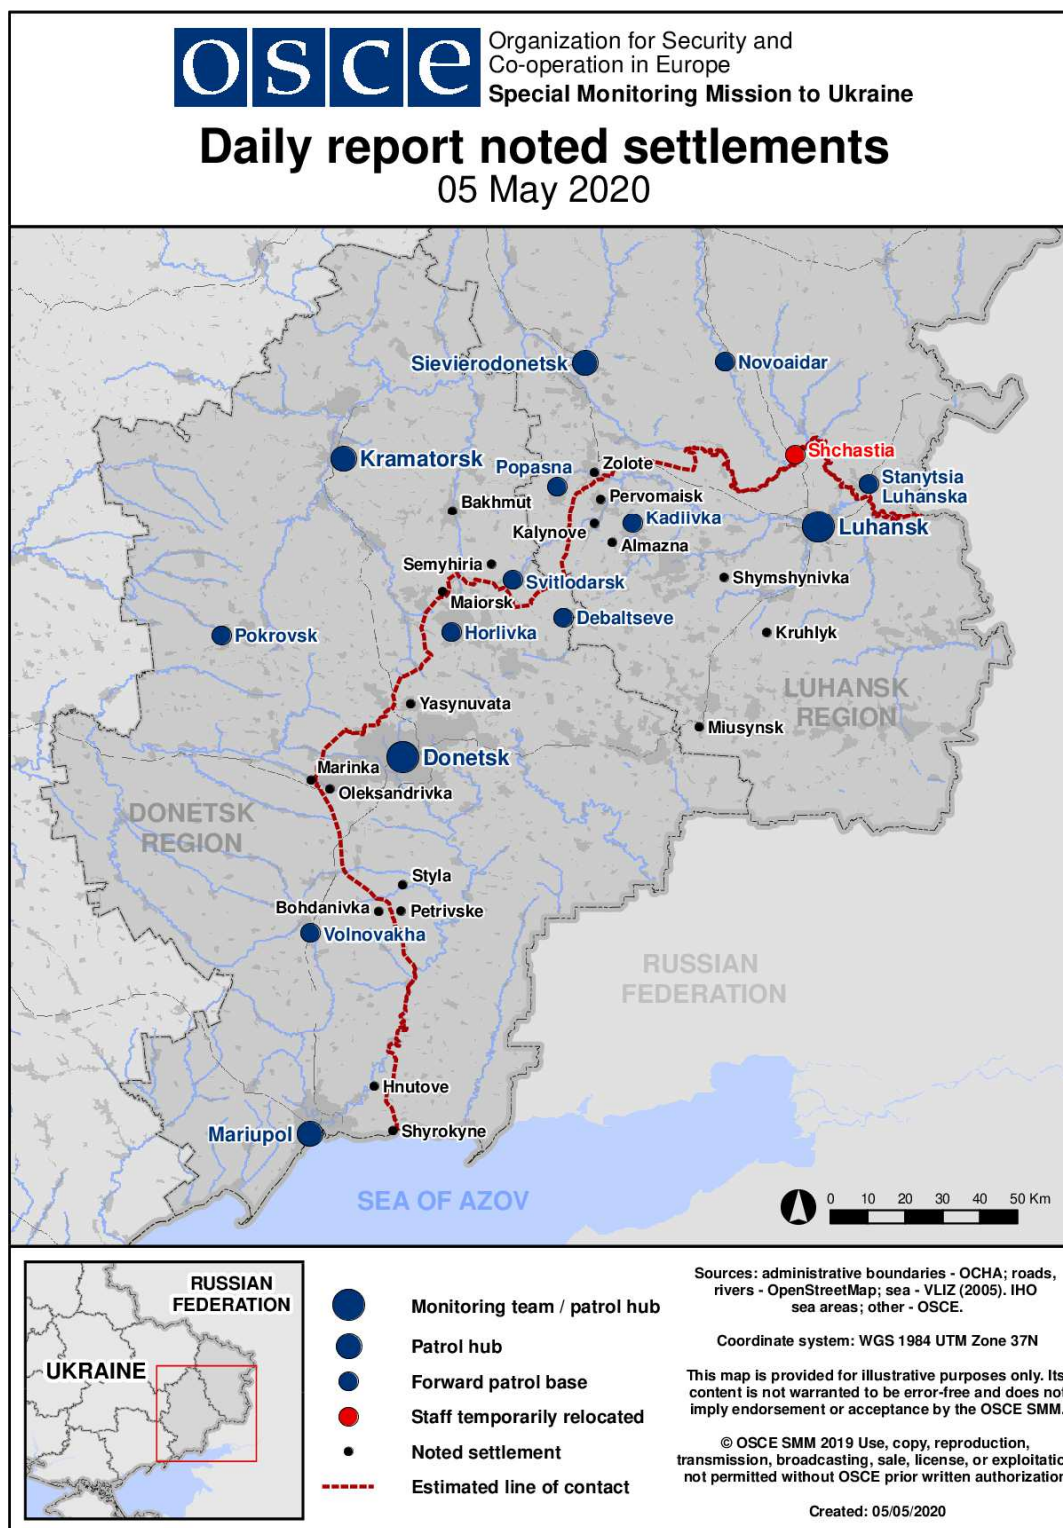 osce
Organization for Security and
Co-operation in Europe
Special Monitoring Mission to Ukraine
Daily report noted settlements
05 May 2020
Sievierodonetsk
Novoaidar
Kramatorsk
Shchastia
Zolote
Popasna
Stanytsia
Luhanska
Pervomaisk
Bakhmut
Kadiivka
Kalynove
Luhansk
Almazna
Semyhiria
Svitlodarsk
Shymshynivka
Maiorsk
Debaltseve
Pokrovsk
Horlivka
Kruhlyk
LUHANSK
REGION
Yasynuvata
Miusynsk
Donetsk
Marinka
Oleksandrivka
DONETSK
REGION
Styla
Bohdanivka
Petrivske
Volnovakha
RUSSIAN
FEDERATION
Hnutove
Mariupol
Shyrokyne
SEA OF AZOV
0 10 20 30 40 50 Km
RUSSIAN
FEDERATION
UKRAINE
Monitoring team / patrol hub
Patrol hub
Forward patrol base
Staff temporarily relocated
Noted settlement
Estimated line of contact
Sources: administrative boundaries - OCHA; roads,
rivers - OpenStreetMap; sea - VLIZ (2005). IHO
sea areas; other - OSCE.
Coordinate system: WGS 1984 UTM Zone 37N
This map is provided for illustrative purposes only. Its
content is not warranted to be error-free and does not
imply endorsement or acceptance by the OSCE SMM.
© OSCE SMM 2019 Use, copy, reproduction,
transmission, broadcasting, sale, license, or exploitatio
not permitted without OSCE prior written authorization
Created: 05/05/2020